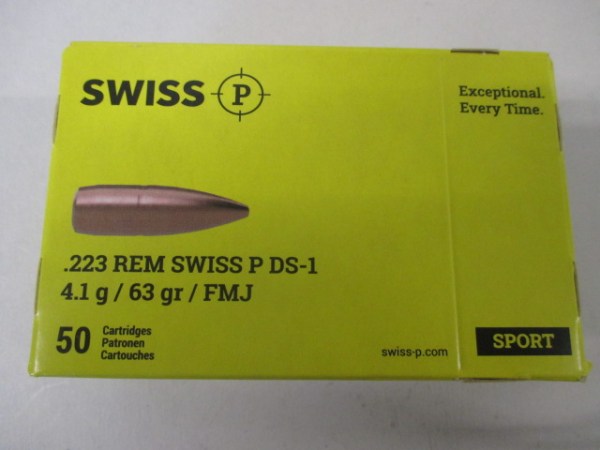 SWISS P
Exceptional.
Every Time.
.223 REM SWISS P DS-1
4.1 g / 63 gr / FMJ
50 Cartridges
Patronen
Cartouches
swiss-p.com
SPORT